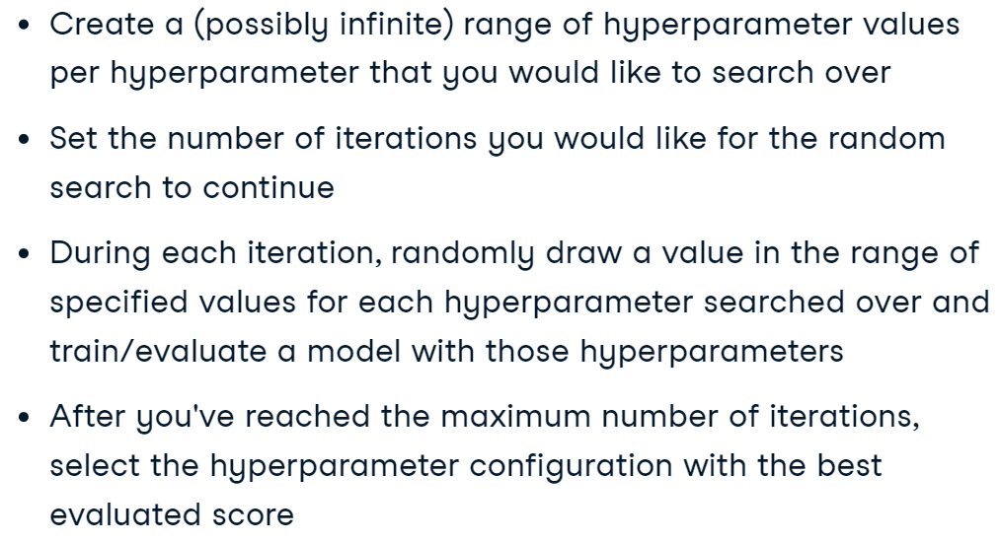 • Create a (possibly infinite) range of hyperparameter values
per hyperparameter that you would like to search over
• Set the number of iterations you would like for the random
search to continue
• During each iteration, randomly draw a value in the range of
specified values for each hyperparameter searched over and
train/evaluate a model with those hyperparameters
• After you've reached the maximum number of iterations,
select the hyperparameter configuration with the best
evaluated score